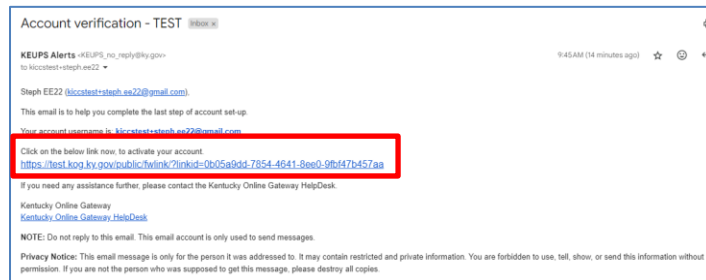 Account verification - TEST Inbox x
KEUPS Alerts <KEUPS_no_reply@ky.gov>
9:45 AM (14 minutes ago)
to kiccstest+steph.ee22
Steph EE22 (kiccstest+steph.ee22@gmail.com),
This email is to help you complete the last step of account set-up.
Your account username is: kiccstest+steph.ee22@gmail.com
Click on the below link now, to activate your account.
https://test.kog.ky.gov/public/fwlink/?linkid=0b05a9dd-7854-4641-8ee0-9fbf47b457aa
If you need any assistance further, please contact the Kentucky Online Gateway HelpDesk.
Kentucky Online Gateway
Kentucky Online Gateway HelpDesk
NOTE: Do not reply to this email. This email account is only used to send messages.
Privacy Notice: This email message is only for the person it was addressed to. It may contain restricted and private information. You are forbidden to use, tell, show, or send this information without
permission. If you are not the person who was supposed to get this message, please destroy all copies.